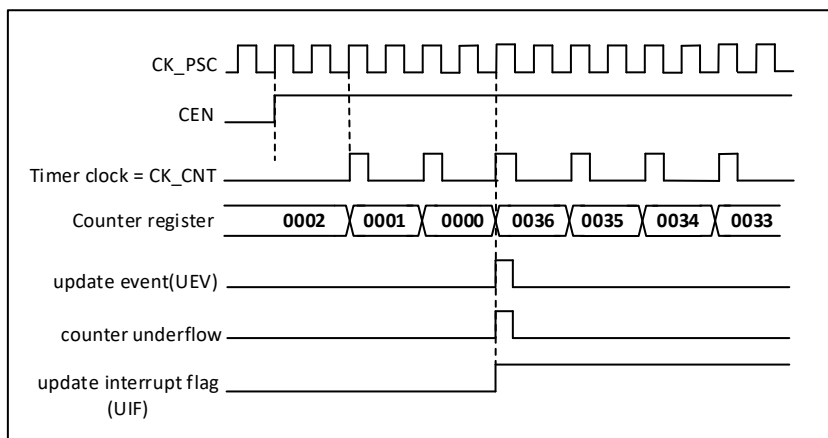 CK_PSC
CEN
Timer clock = CK_CNT
Counter register 0002 0001 0000 0036 0035 0034 0033
update event(UEV)
counter underflow
update interrupt flag
(UIF)